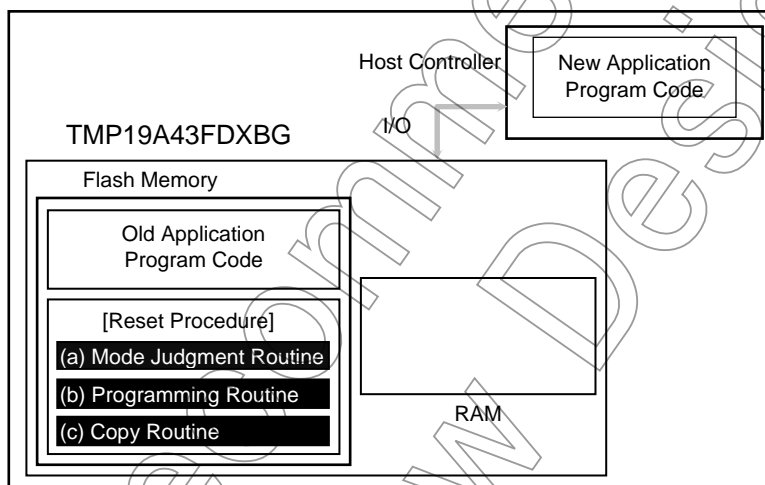 Host Controller
New Application
Program Code
I/O
TMP19A43FDXBG
Flash Memory
Old Application
Program Code
[Reset Procedure]
(a) Mode Judgment Routine
(b) Programming Routine
(c) Copy Routine
RAM